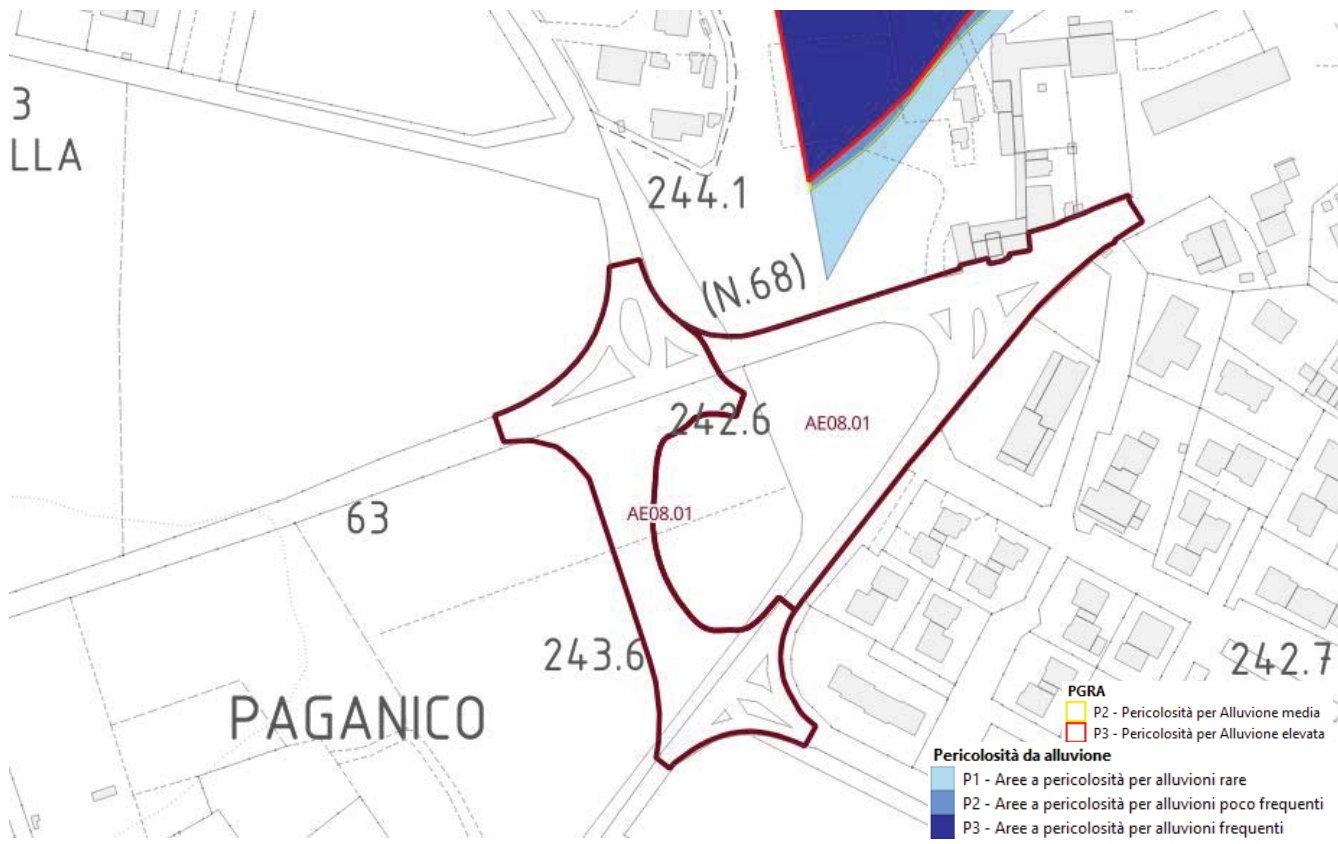 3
LLA
244.1
(N.68)
242.6
AE08.01
63
AE08.01
243.6
242.7
PAGANICO
PGRA
P2 - Pericolosità per Alluvione media
P3 - Pericolosità per Alluvione elevata
Pericolosità da alluvione
P1 - Aree a pericolosità per alluvioni rare
P2 - Aree a pericolosità per alluvioni poco frequenti
P3 - Aree a pericolosità per alluvioni frequenti